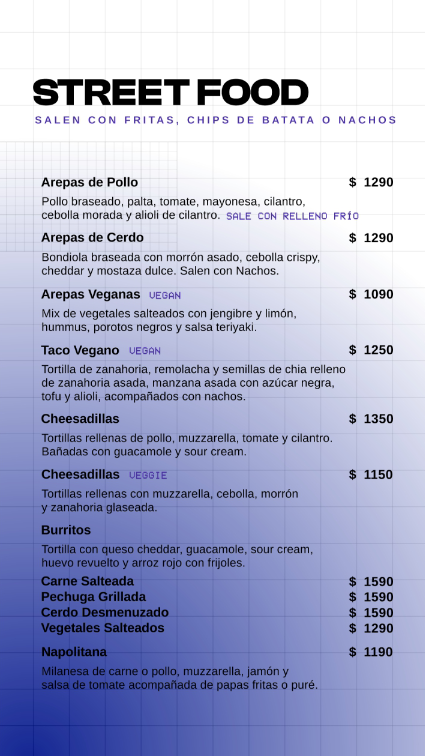 STREET FOOD
SALEN CON FRITAS, CHIPS DE BATATA O NACHOS
Arepas de Pollo $ 1290
Pollo braseado, palta, tomate, mayonesa, cilantro,
cebolla morada y alioli de cilantro. SALE CON RELLENO FRÍO
Arepas de Cerdo $ 1290
Bondiola braseada con morrón asado, cebolla crispy,
cheddar y mostaza dulce. Salen con Nachos.
Arepas Veganas VEGAN $ 1090
Mix de vegetales salteados con jengibre y limón,
hummus, porotos negros y salsa teriyaki.
Taco Vegano VEGAN $ 1250
Tortilla de zanahoria, remolacha y semillas de chia relleno
de zanahoria asada, manzana asada con azúcar negra,
tofu y alioli, acompañados con nachos.
Cheesadillas $ 1350
Tortillas rellenas de pollo, muzzarella, tomate y cilantro.
Bañadas con guacamole y sour cream.
Cheesadillas VEGGIE $ 1150
Tortillas rellenas con muzzarella, cebolla, morrón
y zanahoria glaseada.
Burritos
Tortilla con queso cheddar, guacamole, sour cream,
huevo revuelto y arroz rojo con frijoles.
Carne Salteada $ 1590
Pechuga Grillada $ 1590
Cerdo Desmenuzado $ 1590
Vegetales Salteados $ 1290
Napolitana $ 1190
Milanesa de carne o pollo, muzzarella, jamón y
salsa de tomate acompañada de papas fritas o puré.